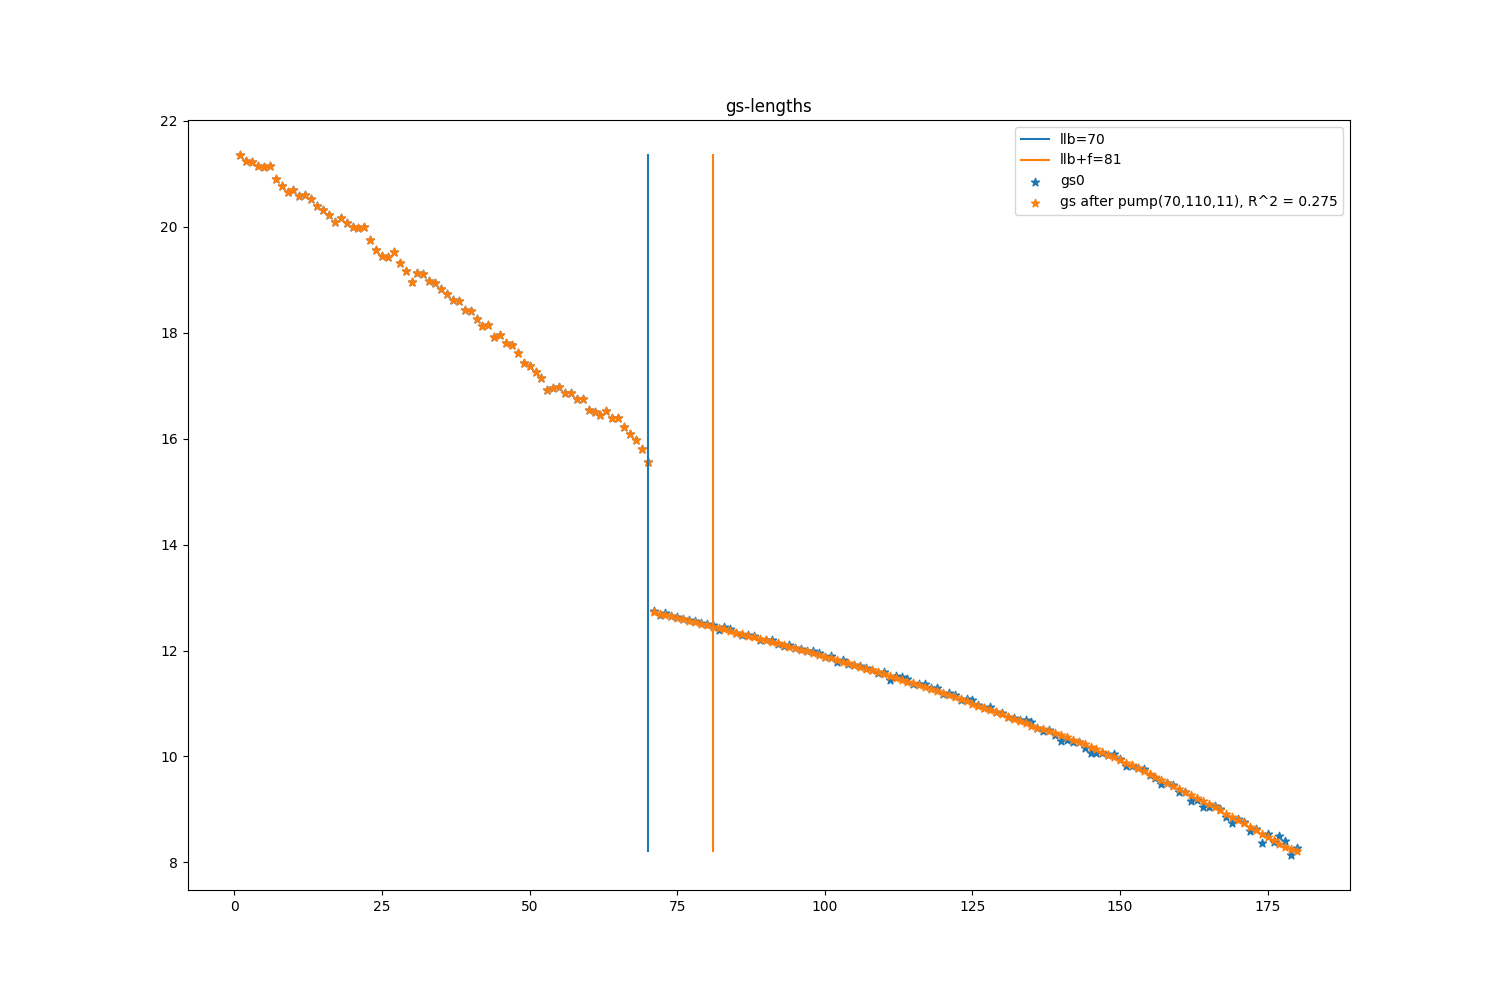 gs-lengths
22
20
18
16
14
12
10
8
llb=70
llb+f=81
gs0
gs after pump(70,110,11), R^2 = 0.275
0 25 50 75 100 125 150 175